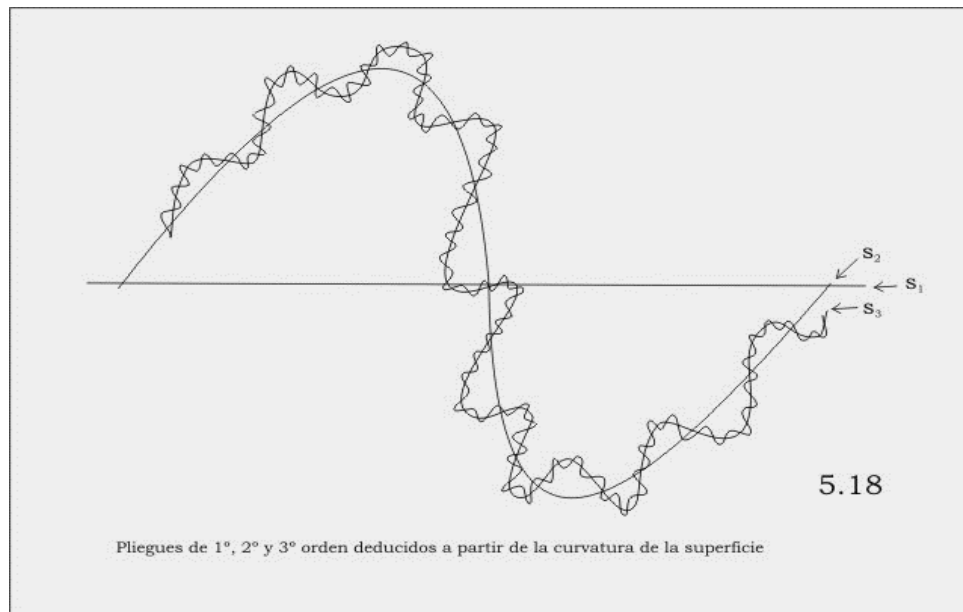 s₂
s₁
s₃
5.18
Pliegues de 1º, 2º y 3º orden deducidos a partir de la curvatura de la superficie